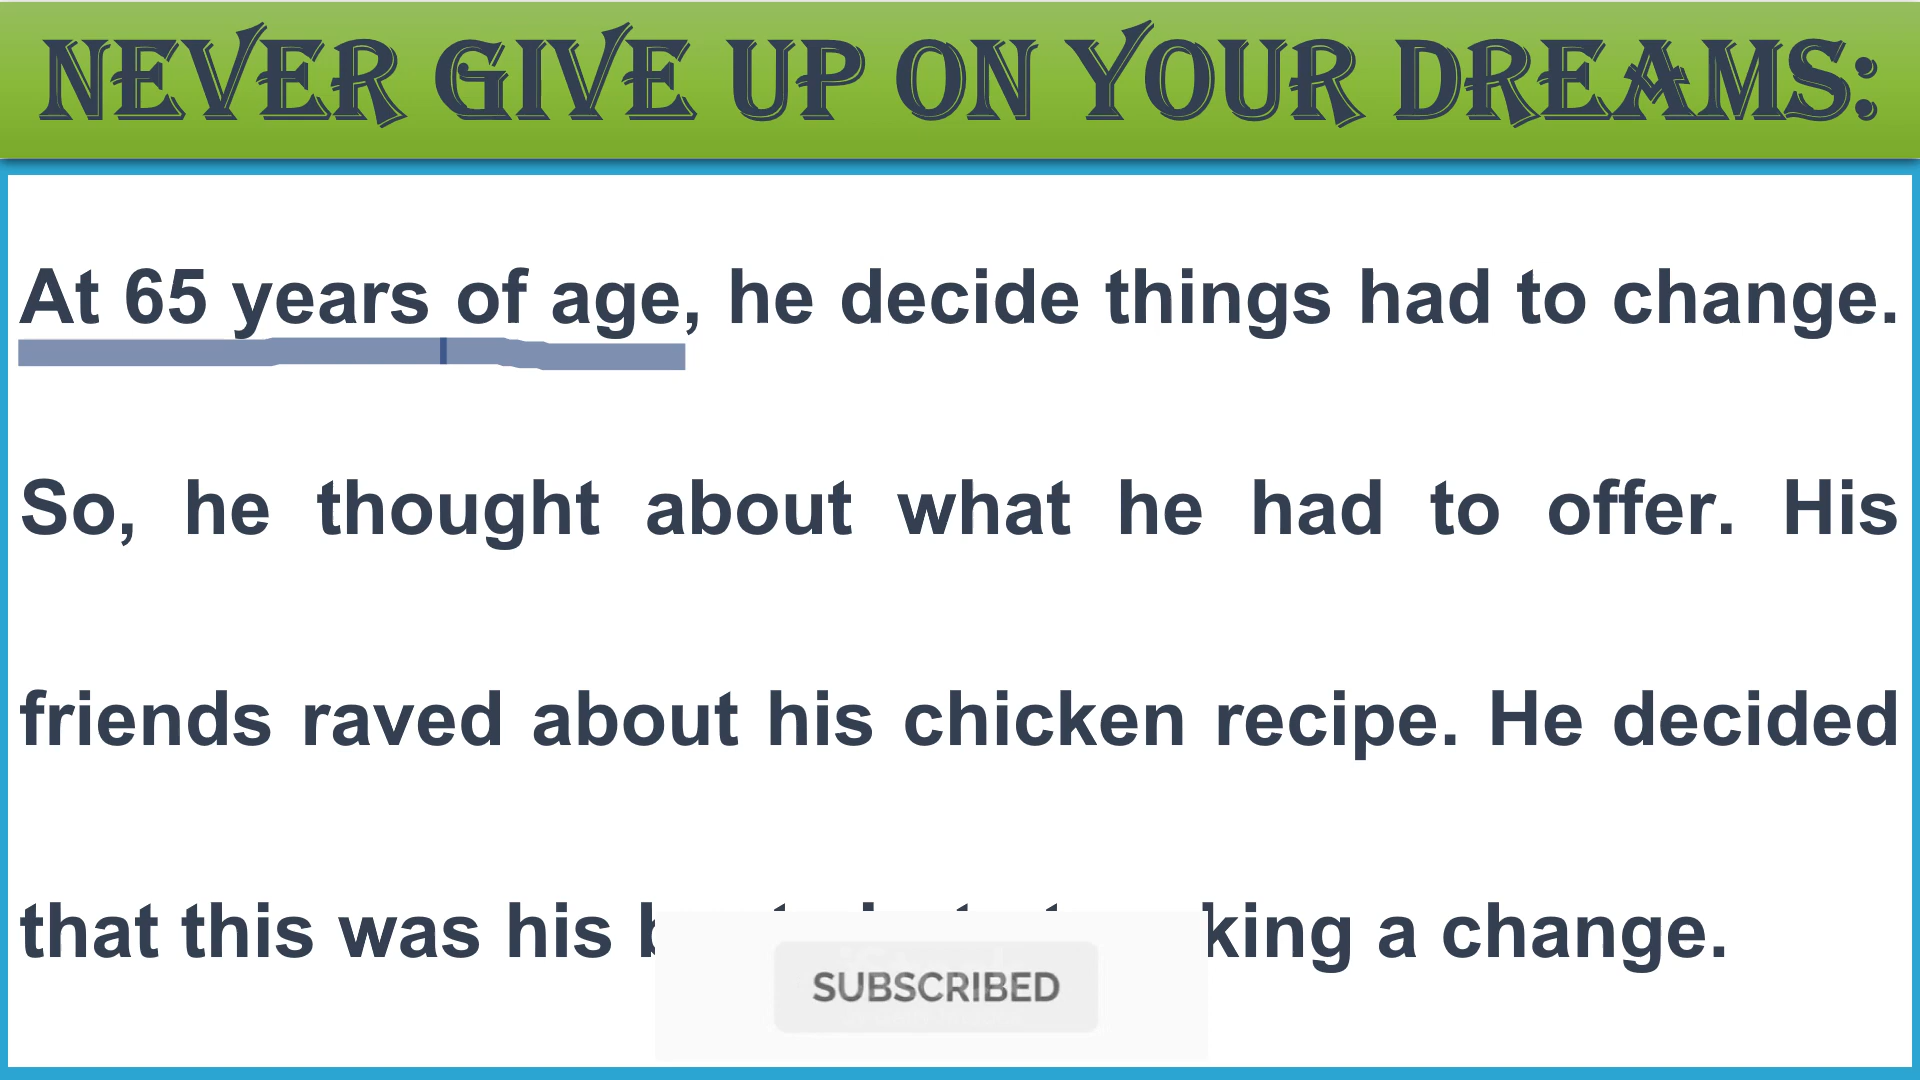 NEVER GIVE UP ON YOUR DREAMS:
At 65 years of age, he decide things had to change.
So, he thought about what he had to offer. His
friends raved about his chicken recipe. He decided
that this was his a change.
SUBSCRIBED